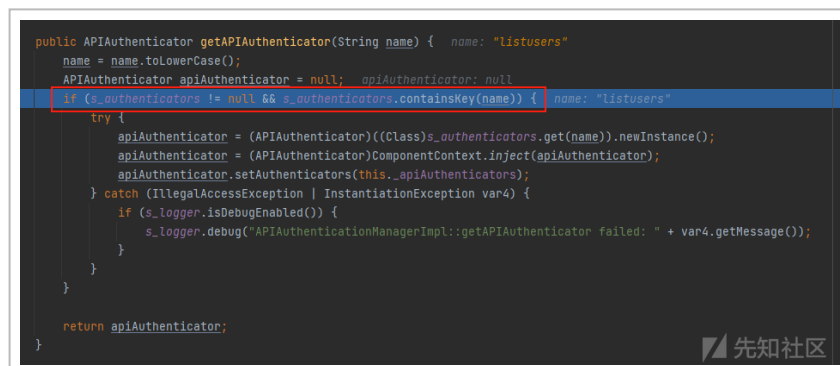 public APIAuthenticator getAPIAuthenticator(String name) {   name: "listusers"
    name = name.toLowerCase();
    APIAuthenticator apiAuthenticator = null;   apiAuthenticator: null
    if (s_authenticators != null && s_authenticators.containsKey(name)) {   name: "listusers"
        try {
            apiAuthenticator = (APIAuthenticator)((Class)s_authenticators.get(name)).newInstance();
            apiAuthenticator = (APIAuthenticator)ComponentContext.inject(apiAuthenticator);
            apiAuthenticator.setAuthenticators(this._apiAuthenticators);
        } catch (IllegalAccessException | InstantiationException var4) {
            if (s_logger.isDebugEnabled()) {
                s_logger.debug("APIAuthenticationManagerImpl::getAPIAuthenticator failed: " + var4.getMessage());
            }
        }
    }
    return apiAuthenticator;
}
先知社区